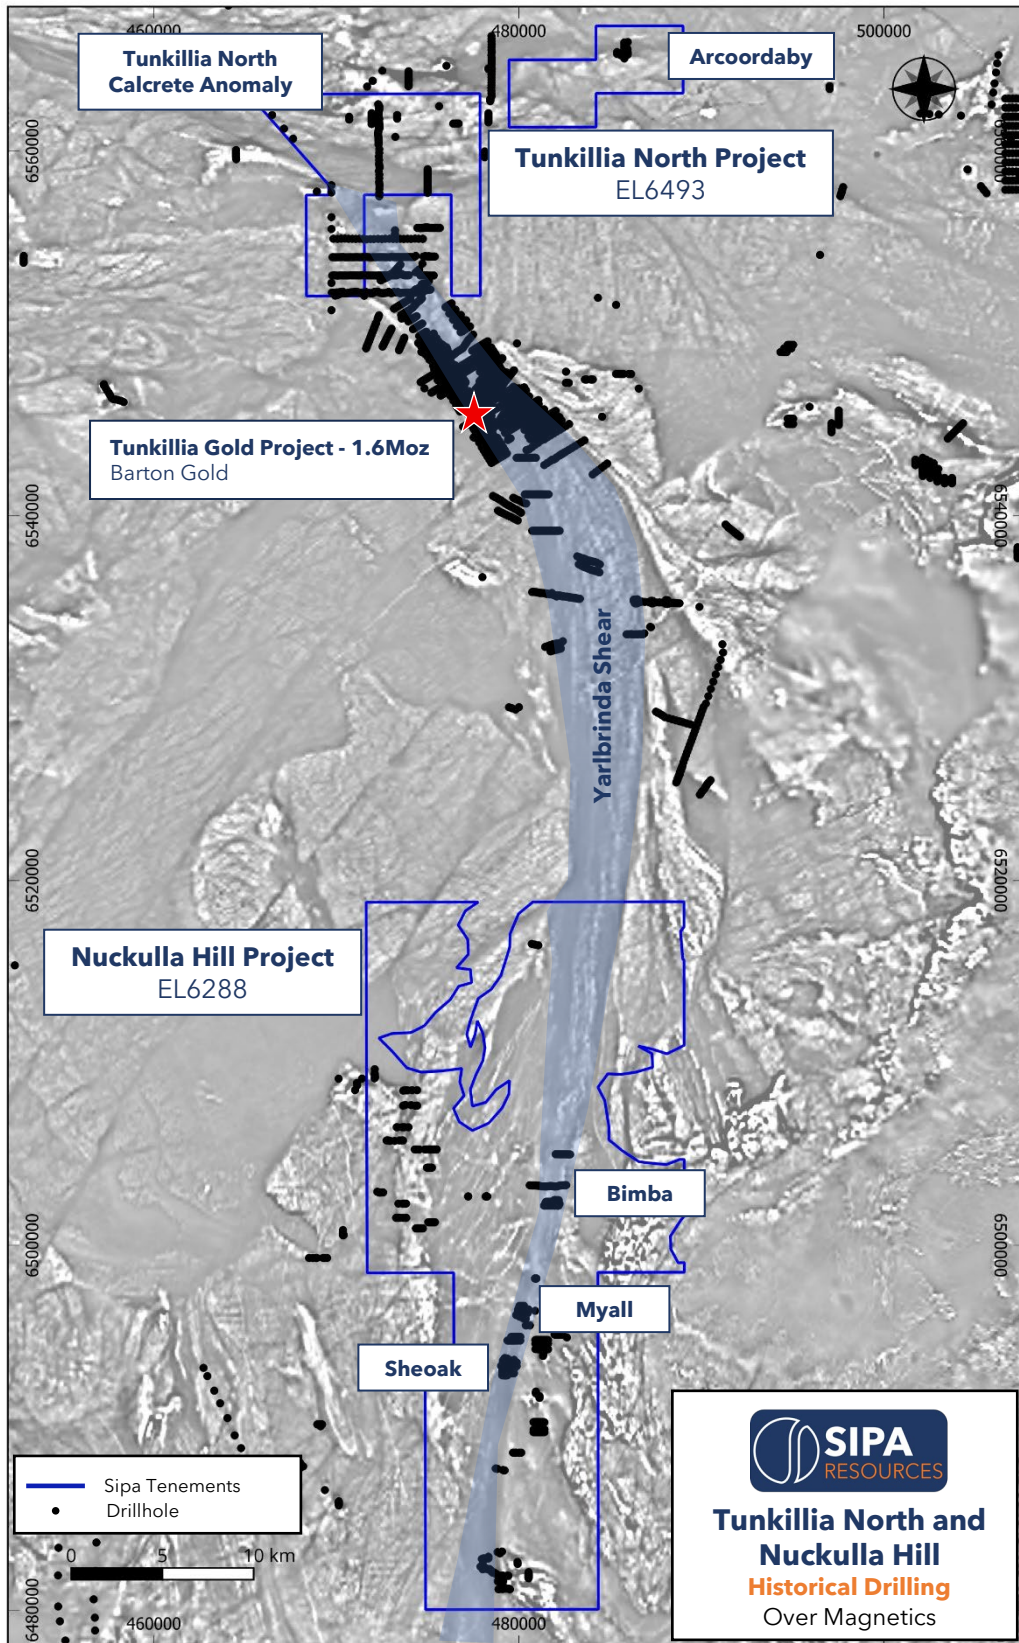 460000
480000
500000
Tunkillia North
Calcrete Anomaly
Arcoordaby
6560000
6560000
Tunkillia North Project
EL6493
Tunkillia Gold Project - 1.6Moz
Barton Gold
6540000
6540000
Yarlbrinda Shear
6520000
6520000
Nuckulla Hill Project
EL6288
Bimba
6500000
6500000
Myall
Sheoak
SIPA
RESOURCES
Tunkillia North and
Nuckulla Hill
Historical Drilling
Over Magnetics
Sipa Tenements
Drillhole
0 5 10 km
6480000
460000
480000